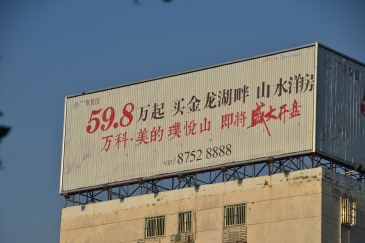 59.8万起 买金龙湖畔 山水洋房
万科·美的 璞悦山 即将盛大开盘
VIP/ 8752 8888